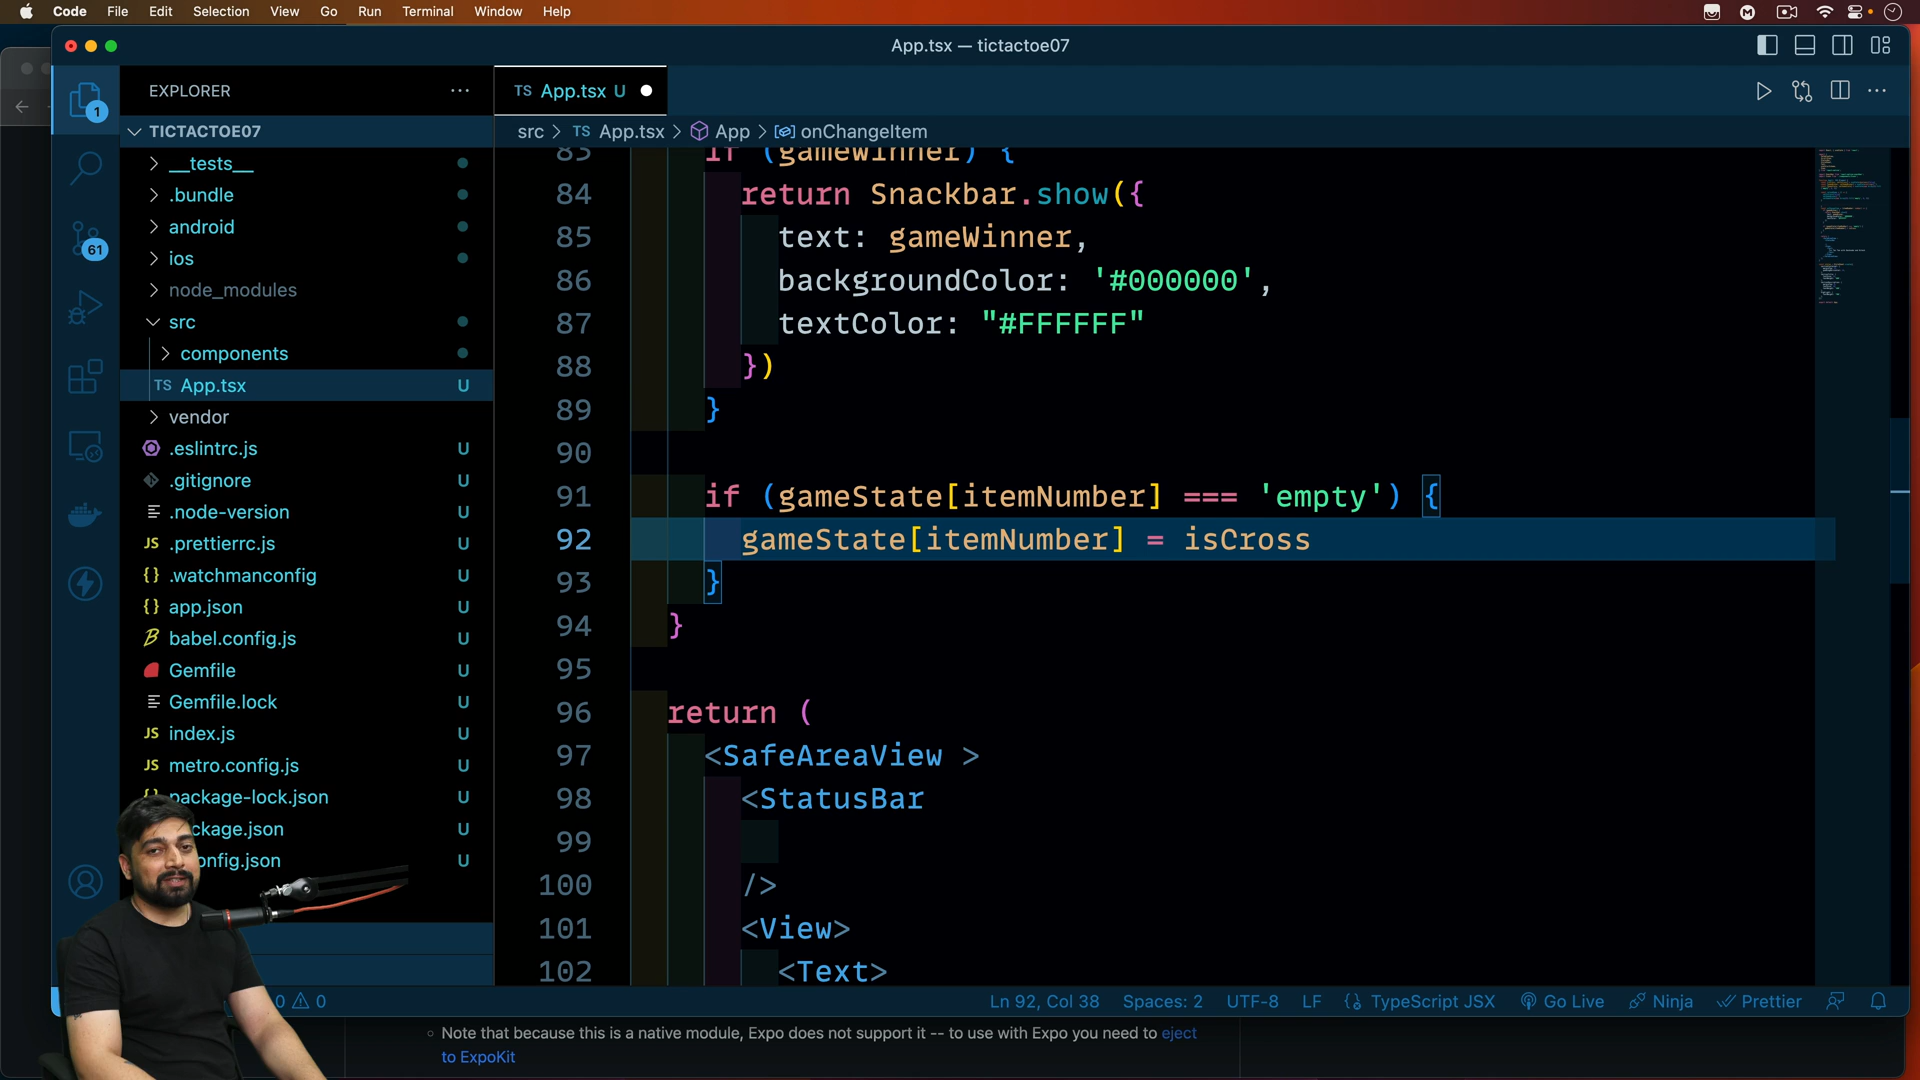 Code File Edit Selection View Go Run Terminal Window Help
App.tsx — tictactoe07
EXPLORER
1
TICTACTOE07
__tests__
.bundle
android
61
ios
node_modules
src
components
TS App.tsx U
vendor
.eslintrc.js U
.gitignore U
.node-version U
JS .prettierrc.js U
{} .watchmanconfig U
{} app.json U
babel.config.js U
Gemfile U
Gemfile.lock U
JS index.js U
JS metro.config.js U
package-lock.json U
ckage.json U
onfig.json U
TS App.tsx U
src > TS App.tsx > App > onChangeItem
83 if (gameWinner) {
84 return Snackbar.show({
85 text: gameWinner,
86 backgroundColor: '#000000',
87 textColor: "#FFFFFF"
88 })
89 }
90
91 if (gameState[itemNumber] === 'empty') {
92 gameState[itemNumber] = isCross
93 }
94 }
95
96 return (
97 <SafeAreaView >
98 <StatusBar
99
100 />
101 <View>
102 <Text>
0 0 Ln 92, Col 38 Spaces: 2 UTF-8 LF {} TypeScript JSX Go Live Ninja Prettier
Note that because this is a native module, Expo does not support it -- to use with Expo you need to eject
to ExpoKit